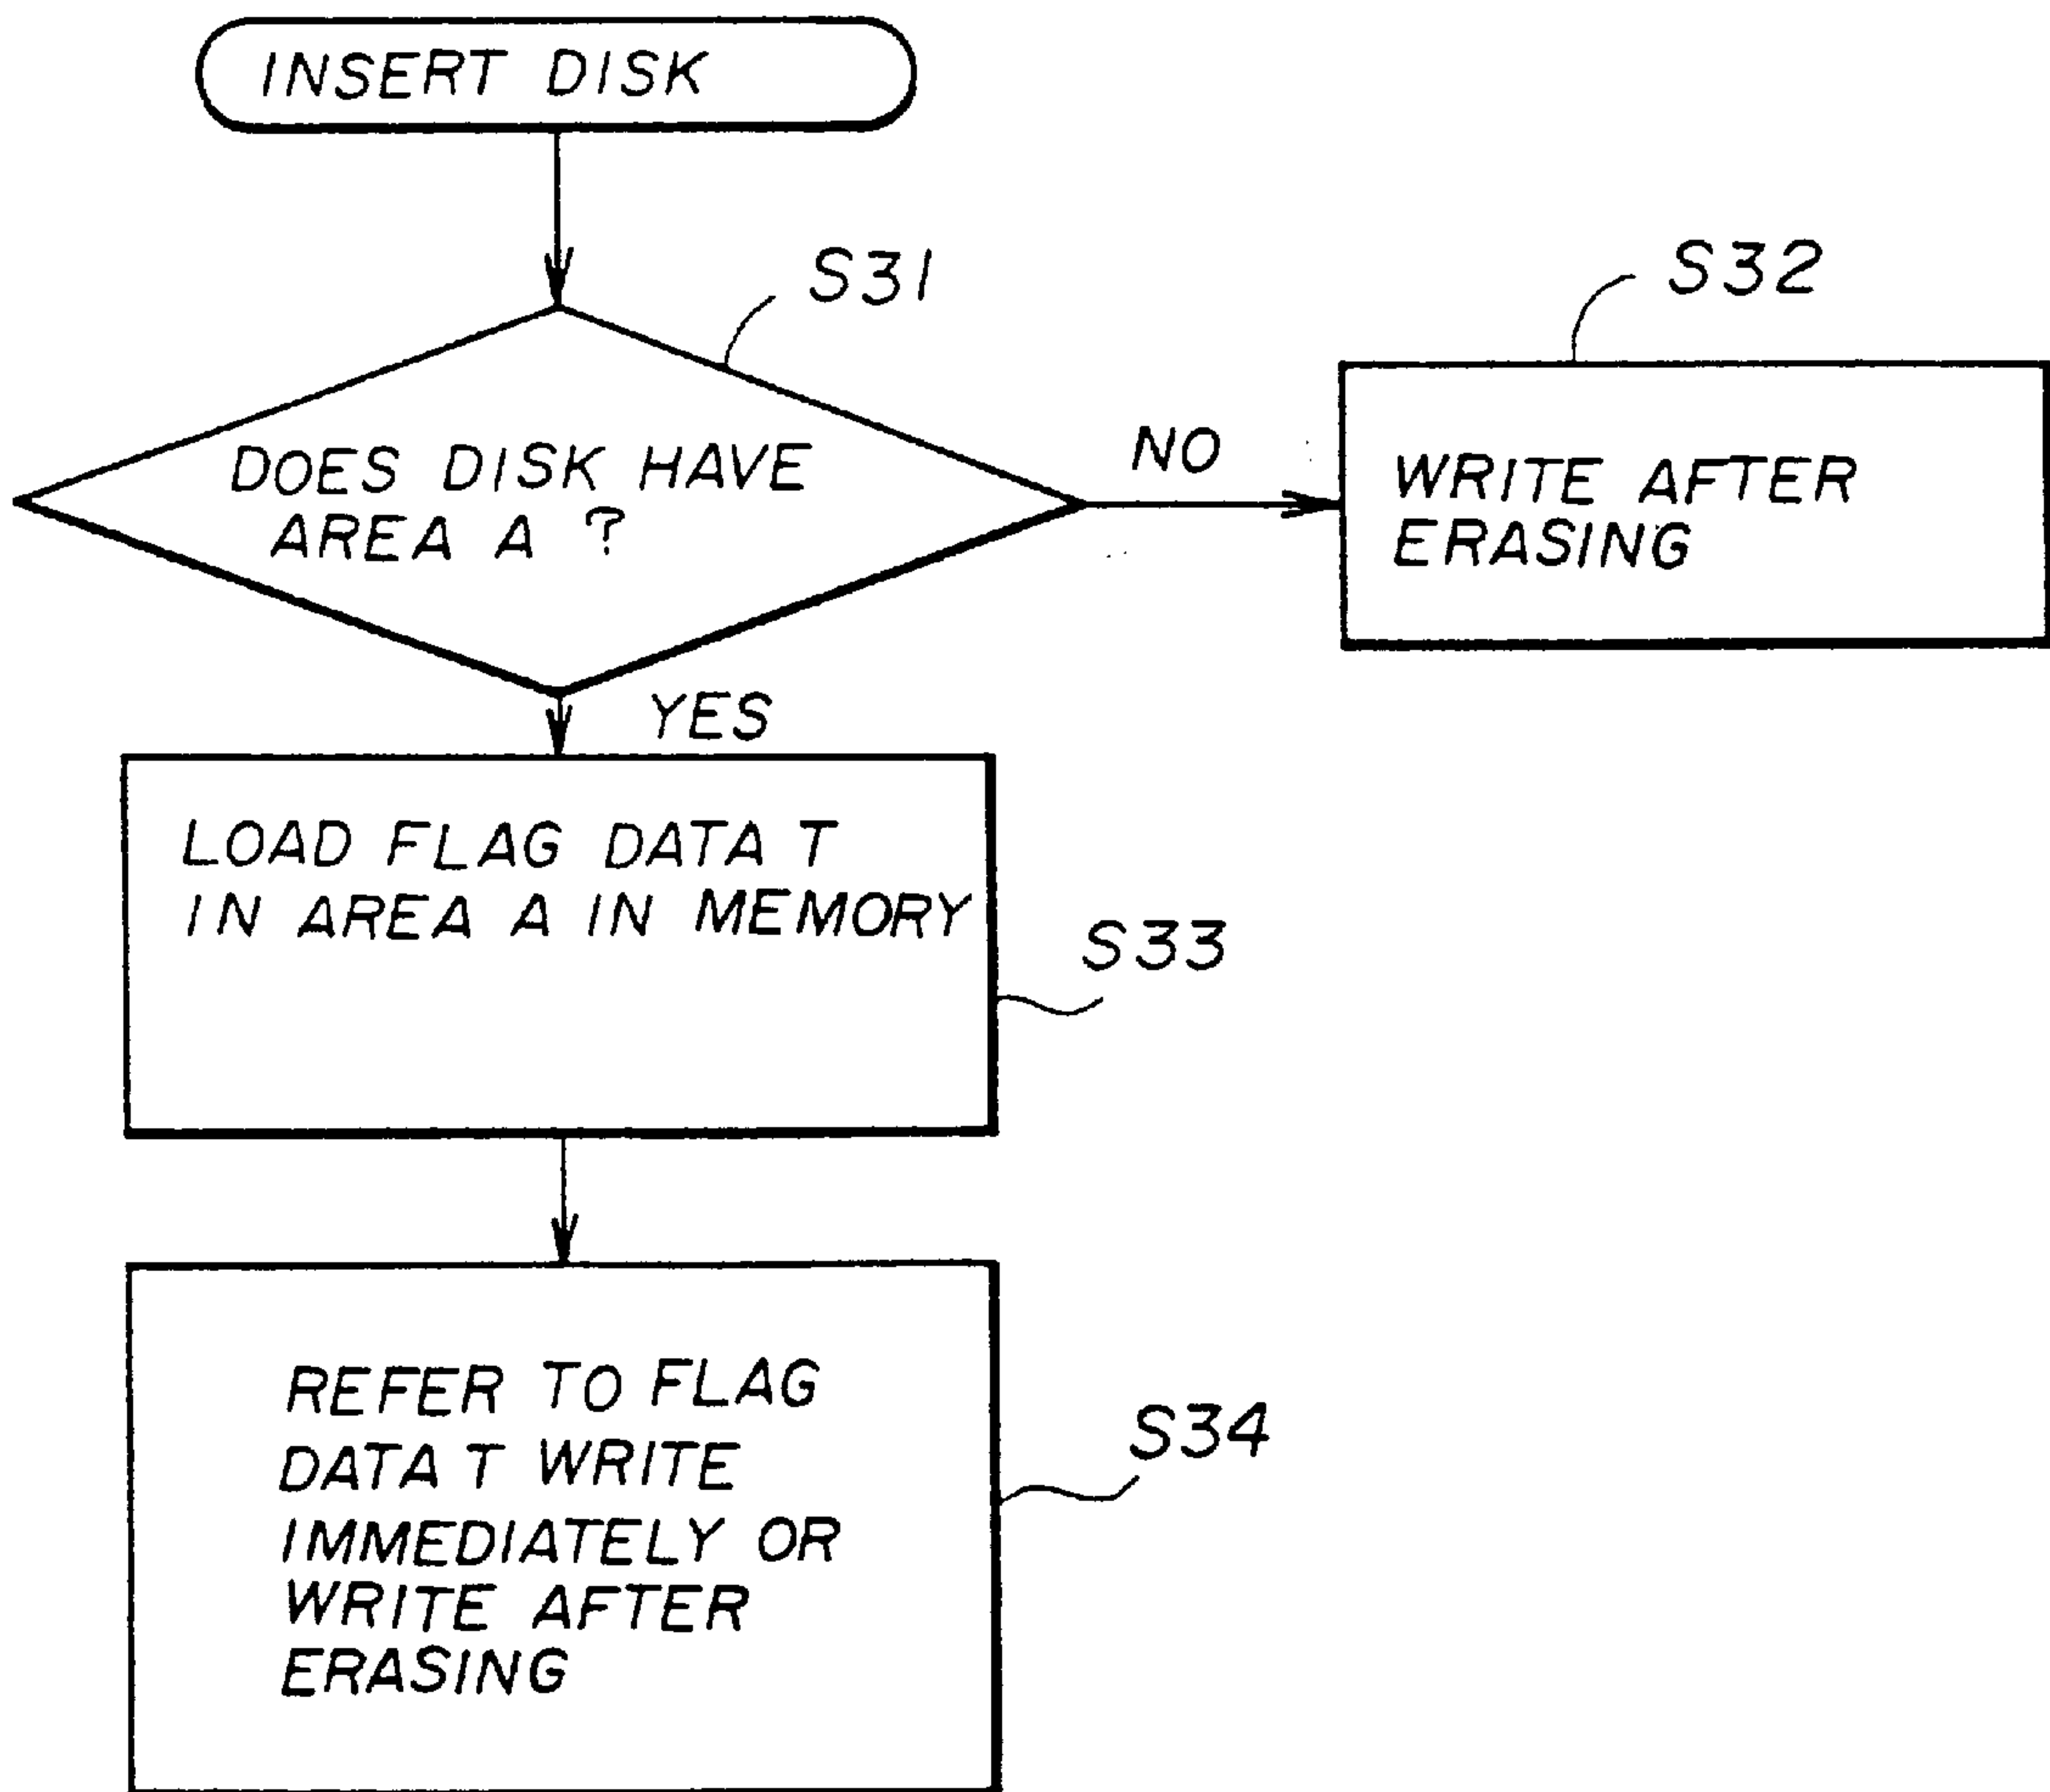 INSERT DISK
S31
S32
DOES DISK HAVE
AREA A ?
NO
WRITE AFTER
ERASING
YES
LOAD FLAG DATA T
IN AREA A IN MEMORY
S33
REFER TO FLAG
DATA T WRITE
IMMEDIATELY OR
WRITE AFTER
ERASING
S34